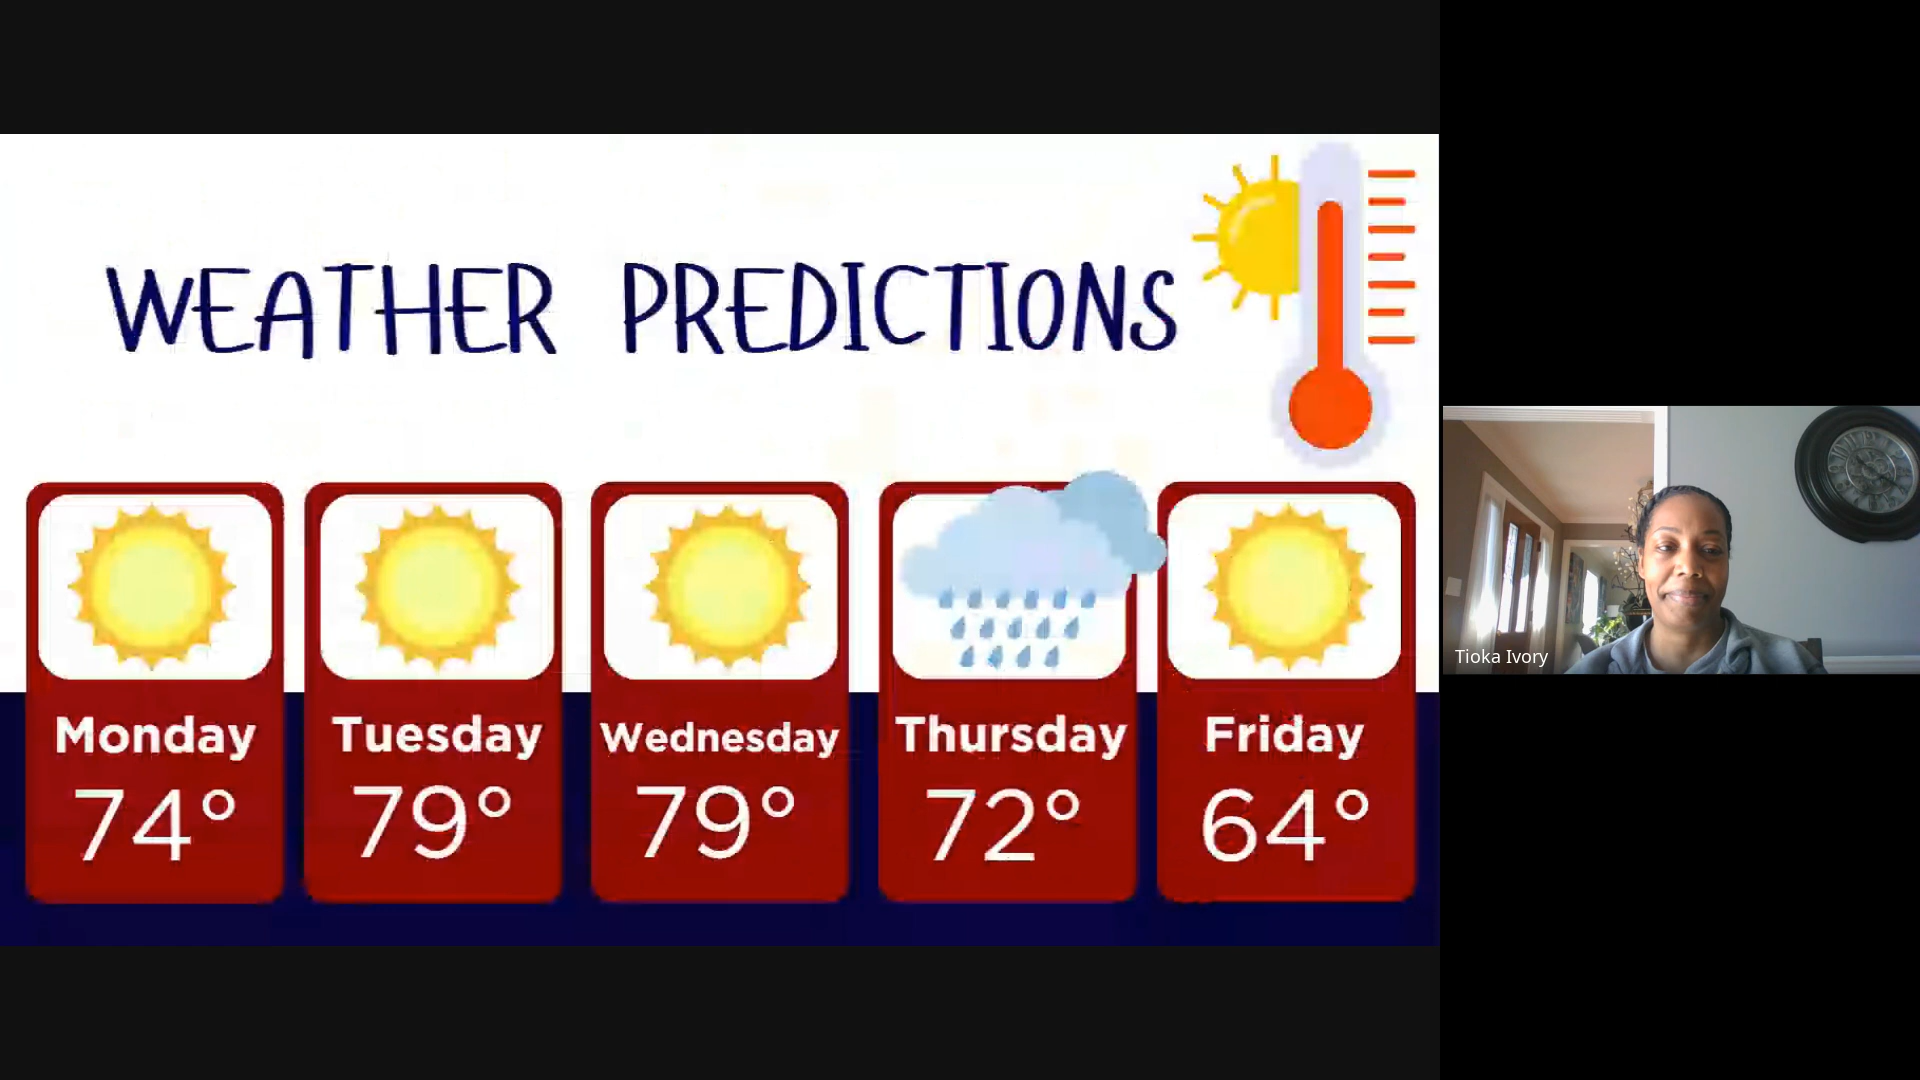 WEATHER PREDICTIONS
Monday
74°
Tuesday
79°
Wednesday
79°
Thursday
72°
Friday
64°
Tioka Ivory